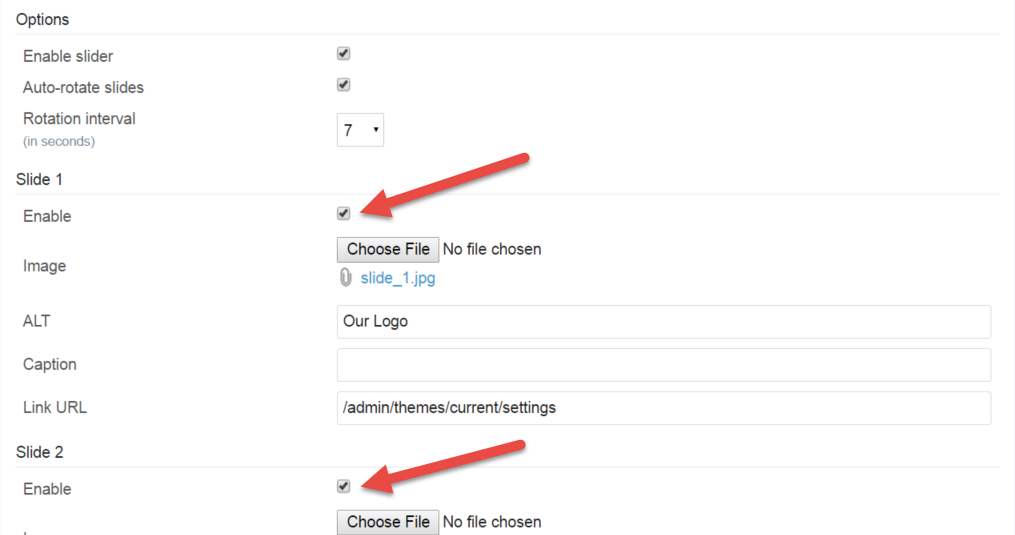 Options
Enable slider
Auto-rotate slides
Rotation interval
(in seconds)
7
Slide 1
Enable
Image
Choose File No file chosen
slide_1.jpg
ALT
Our Logo
Caption
Link URL
/admin/themes/current/settings
Slide 2
Enable
Choose File No file chosen